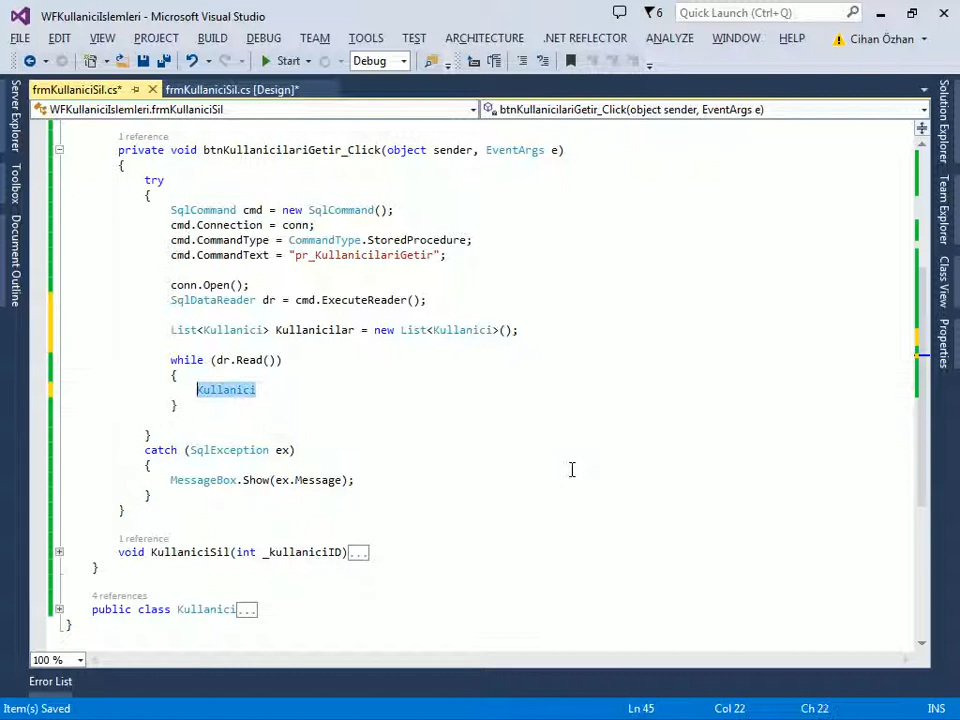 WFKullaniciIslemleri - Microsoft Visual Studio
6
Quick Launch (Ctrl+Q)
FILE EDIT VIEW PROJECT BUILD DEBUG TEAM TOOLS TEST ARCHITECTURE .NET REFLECTOR ANALYZE WINDOW HELP Cihan Özhan
Start Debug
frmKullaniciSil.cs* frmKullaniciSil.cs [Design]*
WFKullaniciIslemleri.frmKullaniciSil btnKullanicilariGetir_Click(object sender, EventArgs e)
Server Explorer
Toolbox
Document Outline
1 reference
private void btnKullanicilariGetir_Click(object sender, EventArgs e)
{
try
{
SqlCommand cmd = new SqlCommand();
cmd.Connection = conn;
cmd.CommandType = CommandType.StoredProcedure;
cmd.CommandText = "pr_KullanicilariGetir";
conn.Open();
SqlDataReader dr = cmd.ExecuteReader();
List<Kullanici> Kullanicilar = new List<Kullanici>();
while (dr.Read())
{
Kullanici
}
}
catch (SqlException ex)
{
MessageBox.Show(ex.Message);
}
}
1 reference
void KullaniciSil(int _kullaniciID)...
}
4 references
public class Kullanici...
}
Solution Explorer
Team Explorer
Class View
Properties
100 %
Error List
Item(s) Saved Ln 45 Col 22 Ch 22 INS